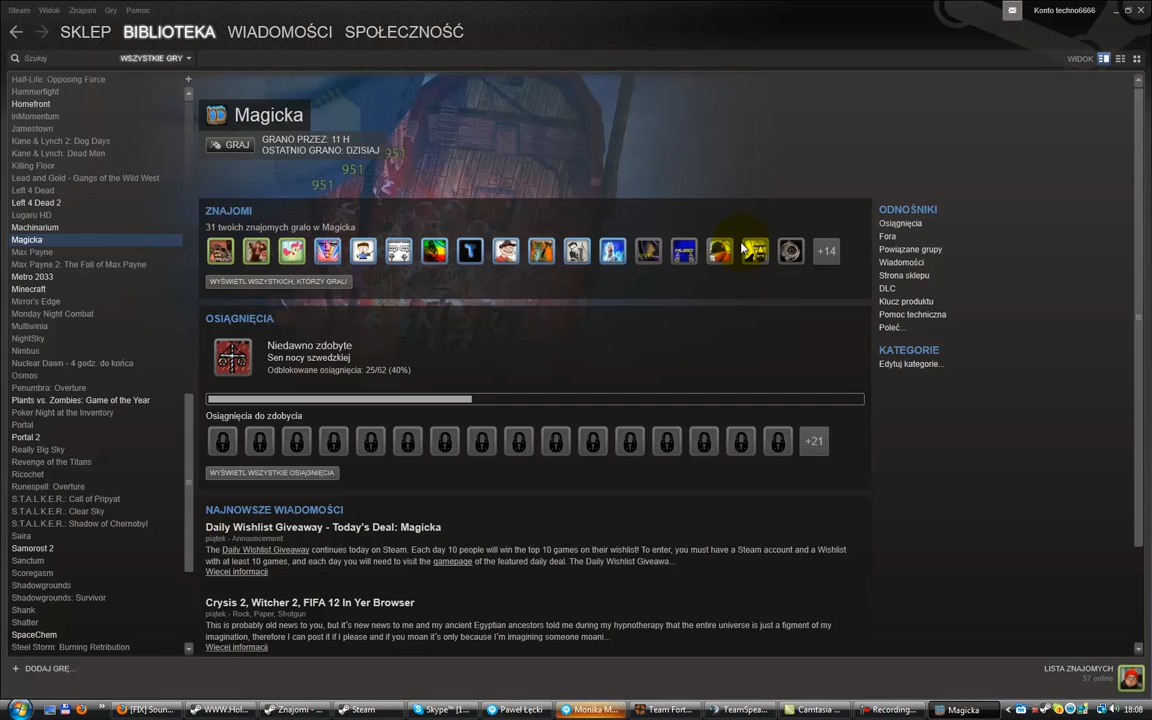 Steam Widok Znajomi Gry Pomoc
Konto techno6666
SKLEP BIBLIOTEKA WIADOMOŚCI SPOŁECZNOŚĆ
Szukaj
WSZYSTKIE GRY
WIDOK
Half-Life: Opposing Force
Hammerfight
Homefront
inMomentum
Jamestown
Kane & Lynch 2: Dog Days
Kane & Lynch: Dead Men
Killing Floor
Lead and Gold - Gangs of the Wild West
Left 4 Dead
Left 4 Dead 2
Lugaru HD
Machinarium
Magicka
Max Payne
Max Payne 2: The Fall of Max Payne
Metro 2033
Minecraft
Mirror's Edge
Monday Night Combat
Multiwinia
NightSky
Nimbus
Nuclear Dawn - 4 godz. do końca
Osmos
Penumbra: Overture
Plants vs. Zombies: Game of the Year
Poker Night at the Inventory
Portal
Portal 2
Really Big Sky
Revenge of the Titans
Ricochet
Runespell: Overture
S.T.A.L.K.E.R.: Call of Pripyat
S.T.A.L.K.E.R.: Clear Sky
S.T.A.L.K.E.R.: Shadow of Chernobyl
Saira
Samorost 2
Sanctum
Scoregasm
Shadowgrounds
Shadowgrounds: Survivor
Shank
Shatter
SpaceChem
Steel Storm: Burning Retribution
Magicka
GRAJ
GRANO PRZEZ: 11 H
OSTATNIO GRANO: DZISIAJ
951
951
951
ZNAJOMI
31 twoich znajomych grało w Magicka
+14
WYŚWIETL WSZYSTKICH, KTÓRZY GRALI
OSIĄGNIĘCIA
Niedawno zdobyte
Sen nocy szwedzkiej
Odblokowane osiągnięcia: 25/62 (40%)
Osiągnięcia do zdobycia
+21
WYŚWIETL WSZYSTKIE OSIĄGNIĘCIA
NAJNOWSZE WIADOMOŚCI
Daily Wishlist Giveaway - Today's Deal: Magicka
piątek - Announcement
The Daily Wishlist Giveaway continues today on Steam. Each day 10 people will win the top 10 games on their wishlist! To enter, you must have a Steam account and a Wishlist
with at least 10 games, and each day you will need to visit the gamepage of the featured daily deal. The Daily Wishlist Giveawa...
Więcej informacji
Crysis 2, Witcher 2, FIFA 12 In Yer Browser
piątek - Rock, Paper, Shotgun
This is probably old news to you, but it's new news to me and my ancient Egyptian ancestors told me during my hypnotherapy that the entire universe is just a figment of my
imagination, therefore I can post it if I please and if you moan it's only because I'm imagining someone moani...
Więcej informacji
ODNOŚNIKI
Osiągnięcia
Fora
Powiązane grupy
Wiadomości
Strona sklepu
DLC
Klucz produktu
Pomoc techniczna
Poleć...
KATEGORIE
Edytuj kategorie...
DODAJ GRĘ...
LISTA ZNAJOMYCH
57 online
[FIX] Soun... WWW.Hol... Znajomi - ... Steam Skype™ [1... Paweł Łęcki Monika M... Team Fort... TeamSpea... Camtasia ... Recording... Magicka 18:08